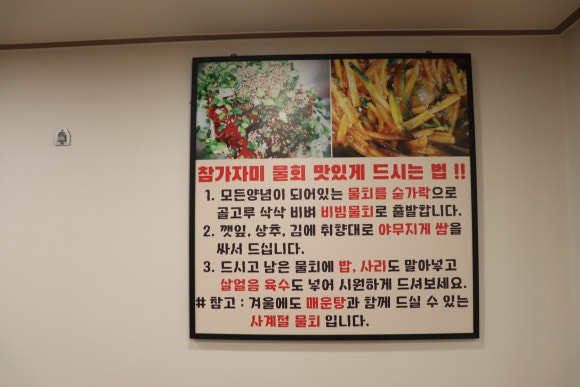 참가자미 물회 맛있게 드시는 법 !!
1. 모든양념이 되어있는 물회를 숟가락으로
골고루 삭삭 비벼 비빔물회로 출발합니다.
2. 깻잎, 상추, 김에 취향대로 야무지게 쌈을
싸서 드십니다.
3. 드시고 남은 물회에 밥, 사리도 말아넣고
살얼음 육수도 넣어 시원하게 드셔보세요.
# 참고 : 겨울에도 매운탕과 함께 드실 수 있는
사계절 물회 입니다.